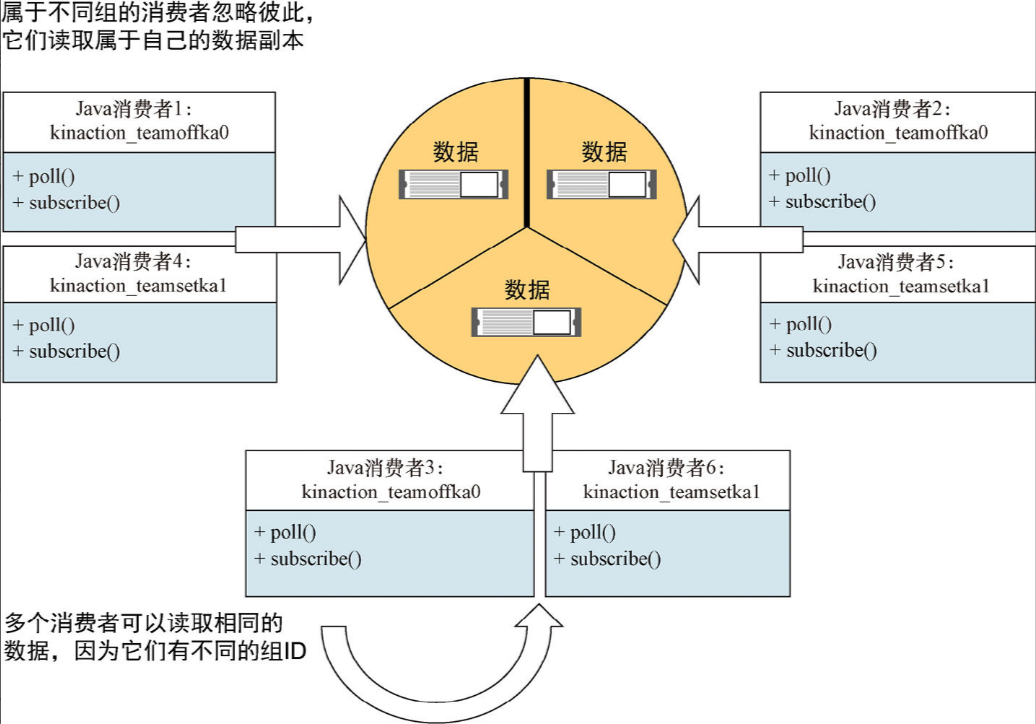 属于不同组的消费者忽略彼此，
它们读取属于自己的数据副本
Java消费者1：
kinaction_teamoffka0
+ poll()
+ subscribe()
数据
数据
Java消费者2：
kinaction_teamoffka0
+ poll()
+ subscribe()
Java消费者4：
kinaction_teamsetka1
+ poll()
+ subscribe()
数据
Java消费者5：
kinaction_teamsetka1
+ poll()
+ subscribe()
Java消费者3：
kinaction_teamoffka0
+ poll()
+ subscribe()
Java消费者6：
kinaction_teamsetka1
+ poll()
+ subscribe()
多个消费者可以读取相同的
数据，因为它们有不同的组ID